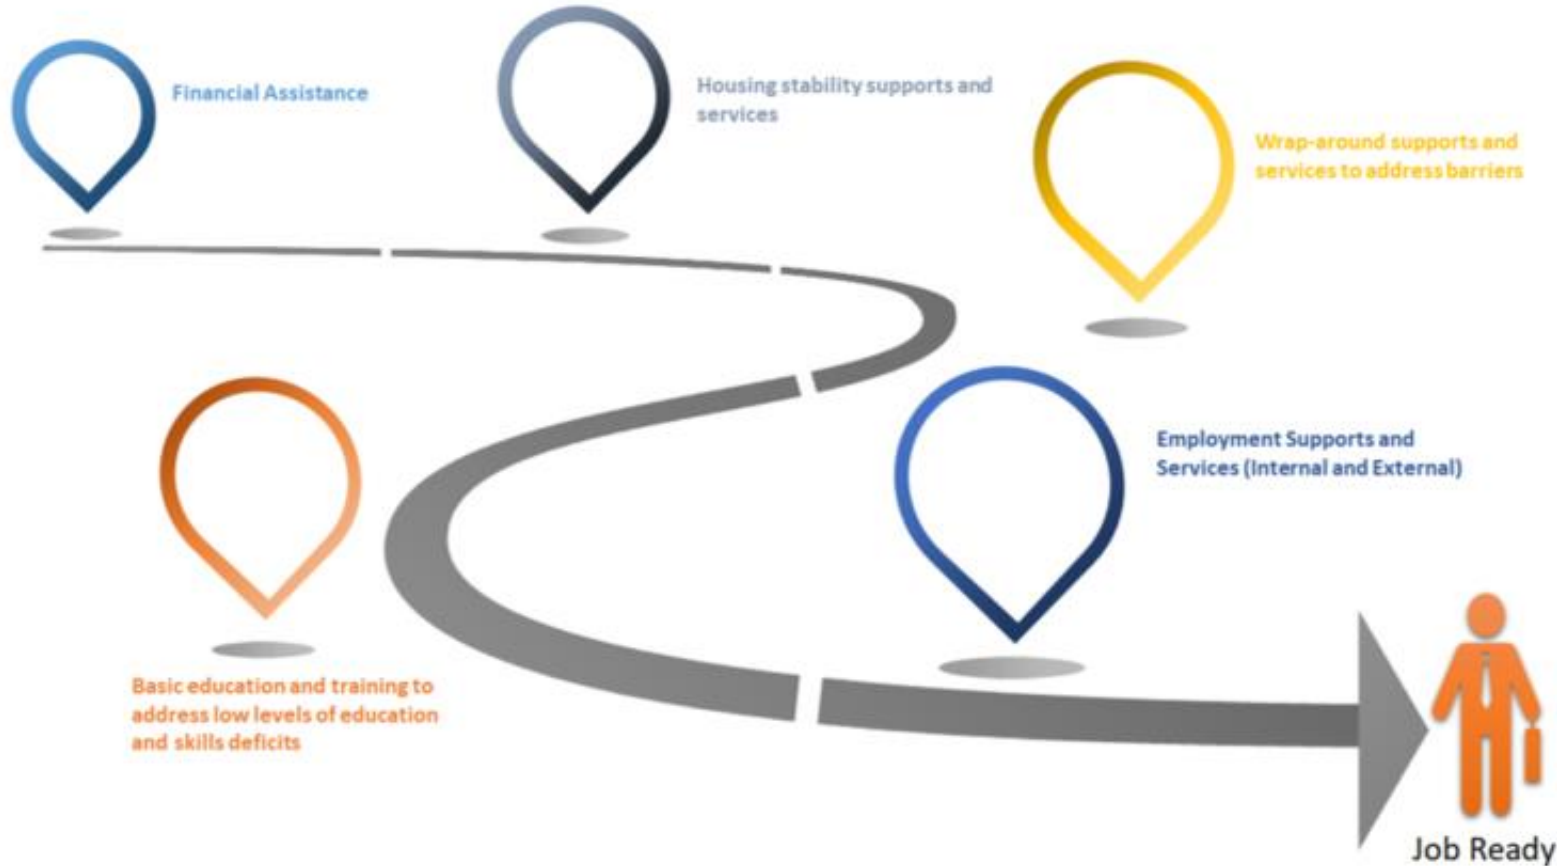 Financial Assistance
Housing stability supports and
services
Wrap-around supports and
services to address barriers
Basic education and training to
address low levels of education
and skills deficits
Employment Supports and
Services (Internal and External)
Job Ready